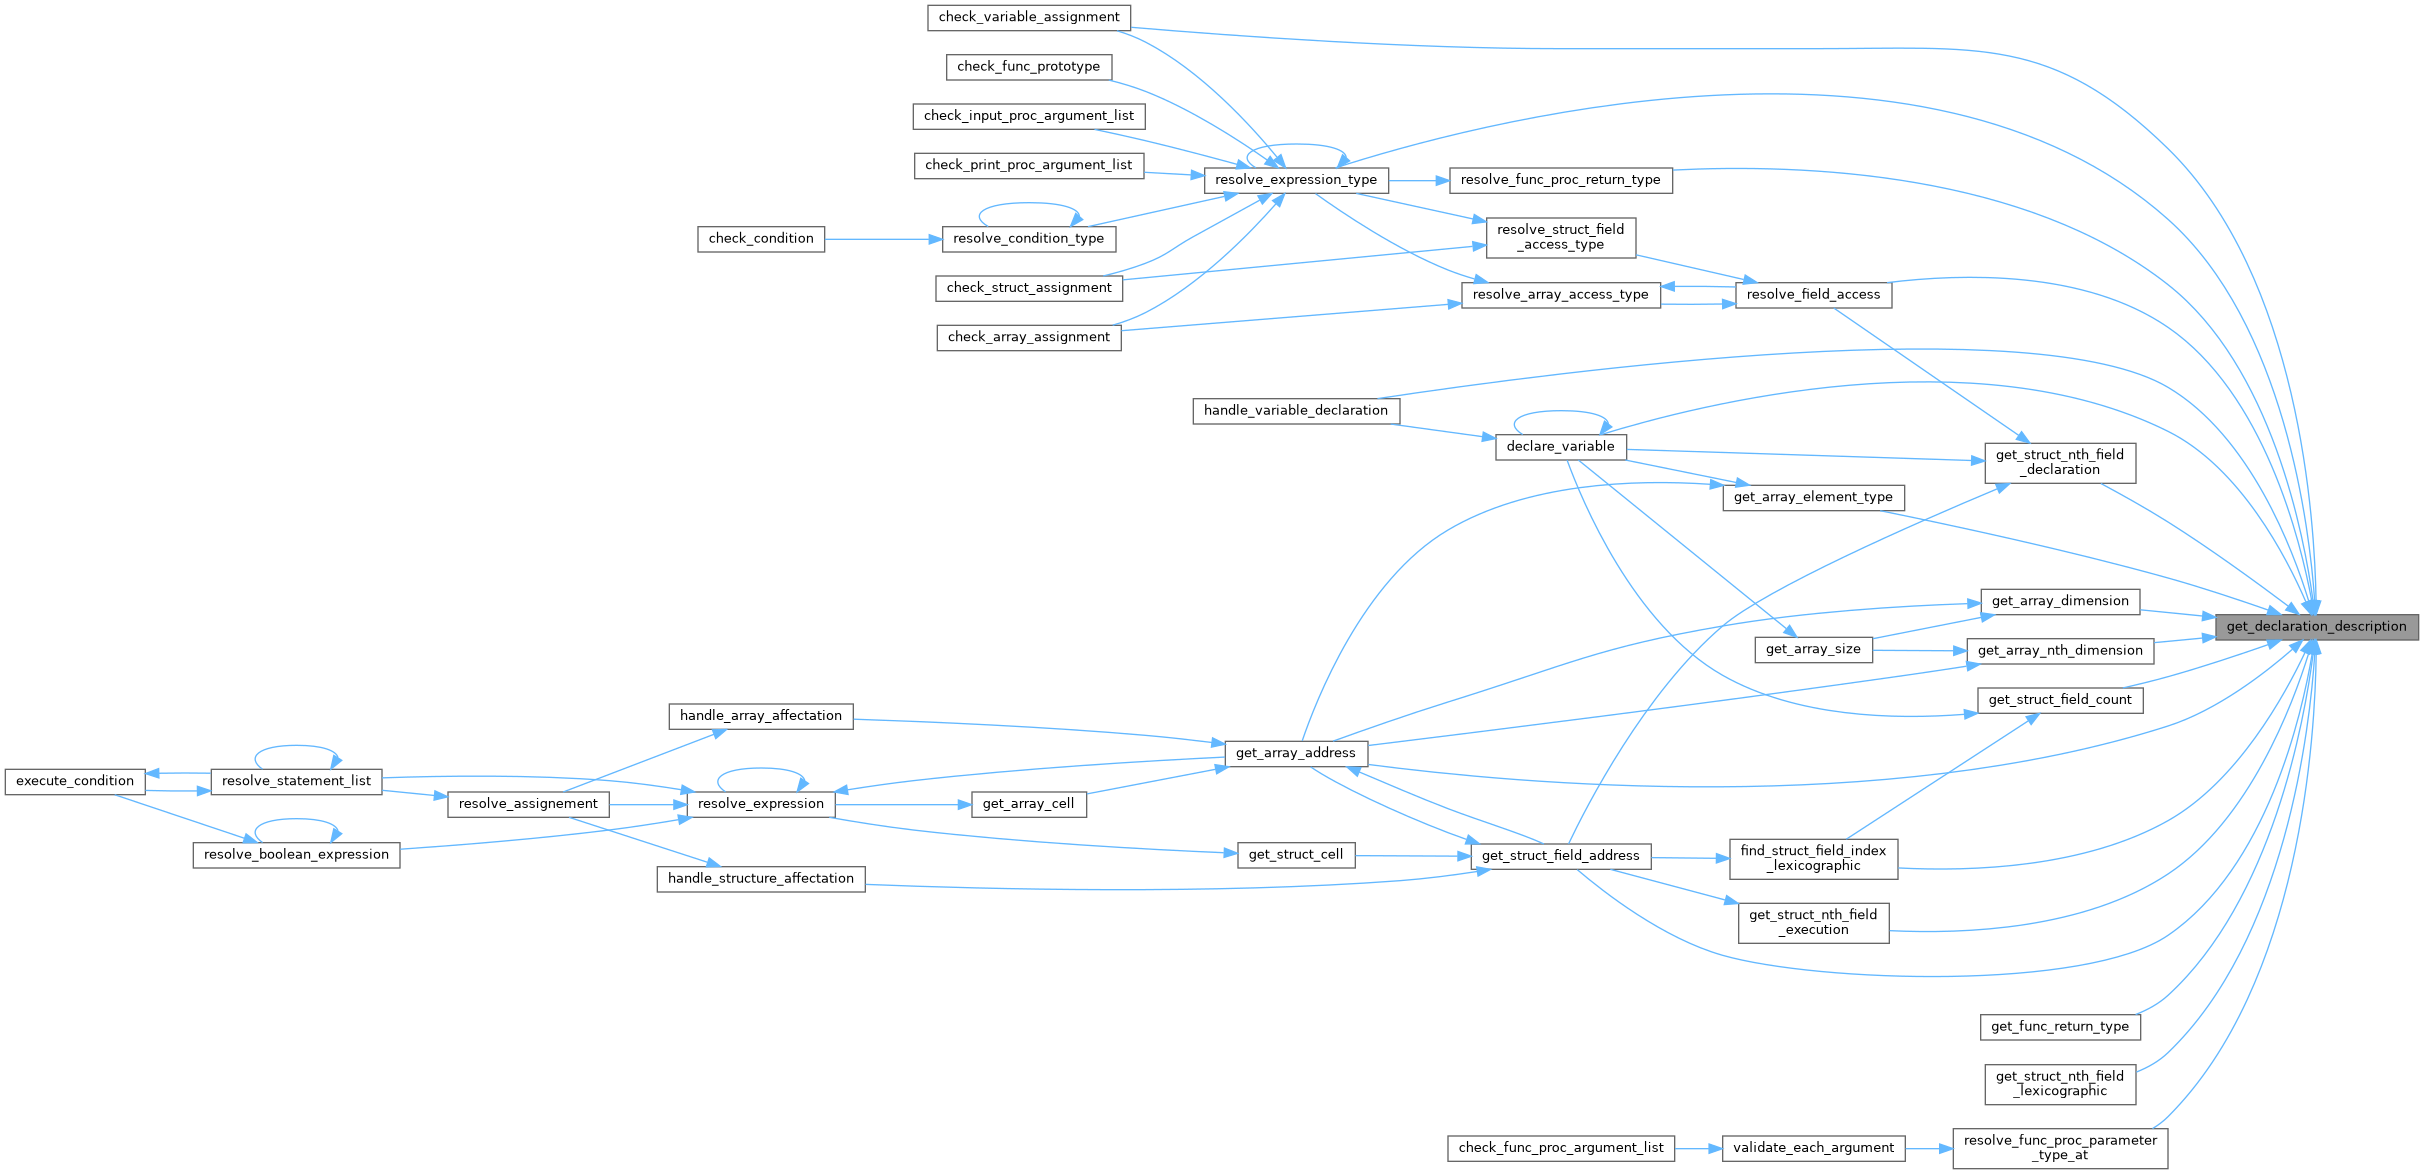 check_variable_assignment
check_func_prototype
check_input_proc_argument_list
check_print_proc_argument_list
resolve_expression_type
resolve_func_proc_return_type
check_condition
resolve_condition_type
resolve_struct_field
_access_type
check_struct_assignment
resolve_array_access_type
resolve_field_access
check_array_assignment
handle_variable_declaration
declare_variable
get_struct_nth_field
_declaration
get_array_element_type
get_array_dimension
get_declaration_description
get_array_size
get_array_nth_dimension
get_struct_field_count
handle_array_affectation
get_array_address
execute_condition
resolve_statement_list
resolve_assignement
resolve_expression
get_array_cell
resolve_boolean_expression
get_struct_cell
get_struct_field_address
find_struct_field_index
_lexicographic
handle_structure_affectation
get_struct_nth_field
_execution
get_func_return_type
get_struct_nth_field
_lexicographic
check_func_proc_argument_list
validate_each_argument
resolve_func_proc_parameter
_type_at